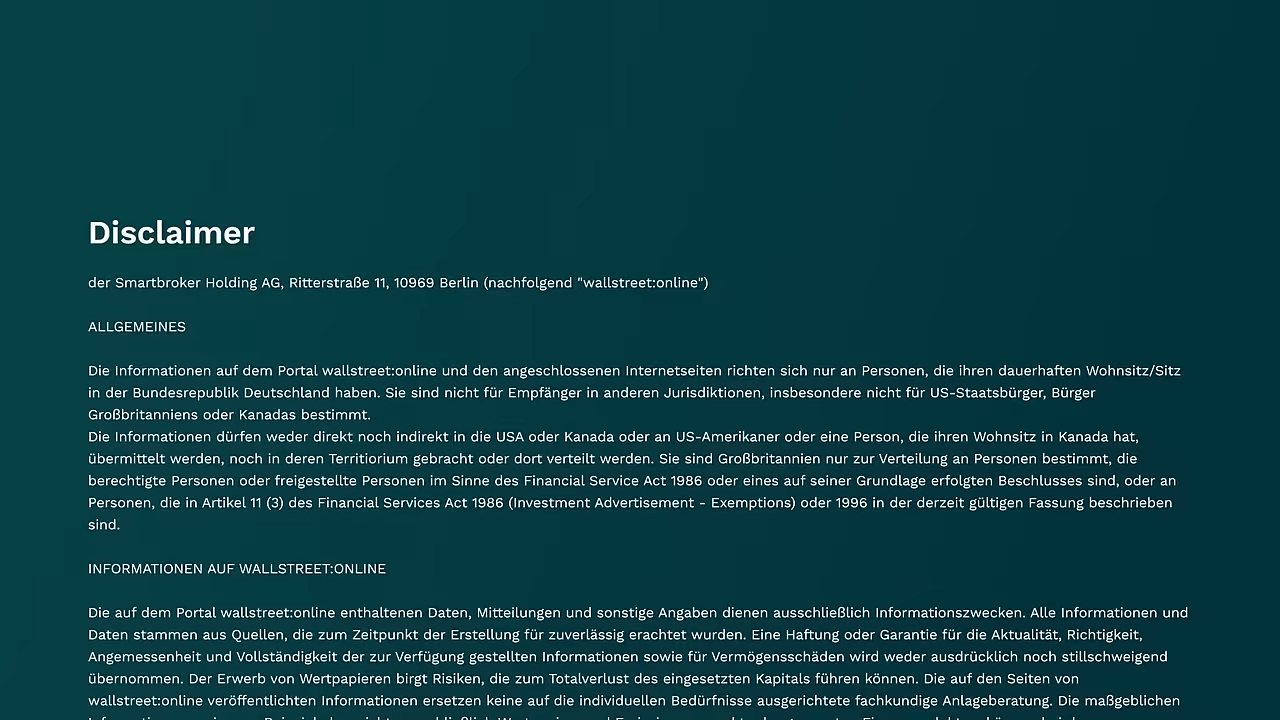 Disclaimer
der Smartbroker Holding AG, Ritterstraße 11, 10969 Berlin (nachfolgend "wallstreet:online")
ALLGEMEINES
Die Informationen auf dem Portal wallstreet:online und den angeschlossenen Internetseiten richten sich nur an Personen, die ihren dauerhaften Wohnsitz/Sitz
in der Bundesrepublik Deutschland haben. Sie sind nicht für Empfänger in anderen Jurisdiktionen, insbesondere nicht für US-Staatsbürger, Bürger
Großbritanniens oder Kanadas bestimmt.
Die Informationen dürfen weder direkt noch indirekt in die USA oder Kanada oder an US-Amerikaner oder eine Person, die ihren Wohnsitz in Kanada hat,
übermittelt werden, noch in deren Territiorium gebracht oder dort verteilt werden. Sie sind Großbritannien nur zur Verteilung an Personen bestimmt, die
berechtigte Personen oder freigestellte Personen im Sinne des Financial Service Act 1986 oder eines auf seiner Grundlage erfolgten Beschlusses sind, oder an
Personen, die in Artikel 11 (3) des Financial Services Act 1986 (Investment Advertisement - Exemptions) oder 1996 in der derzeit gültigen Fassung beschrieben
sind.
INFORMATIONEN AUF WALLSTREET:ONLINE
Die auf dem Portal wallstreet:online enthaltenen Daten, Mitteilungen und sonstige Angaben dienen ausschließlich Informationszwecken. Alle Informationen und
Daten stammen aus Quellen, die zum Zeitpunkt der Erstellung für zuverlässig erachtet wurden. Eine Haftung oder Garantie für die Aktualität, Richtigkeit,
Angemessenheit und Vollständigkeit der zur Verfügung gestellten Informationen sowie für Vermögensschäden wird weder ausdrücklich noch stillschweigend
übernommen. Der Erwerb von Wertpapieren birgt Risiken, die zum Totalverlust des eingesetzten Kapitals führen können. Die auf den Seiten von
wallstreet:online veröffentlichten Informationen ersetzen keine auf die individuellen Bedürfnisse ausgerichtete fachkundige Anlageberatung. Die maßgeblichen